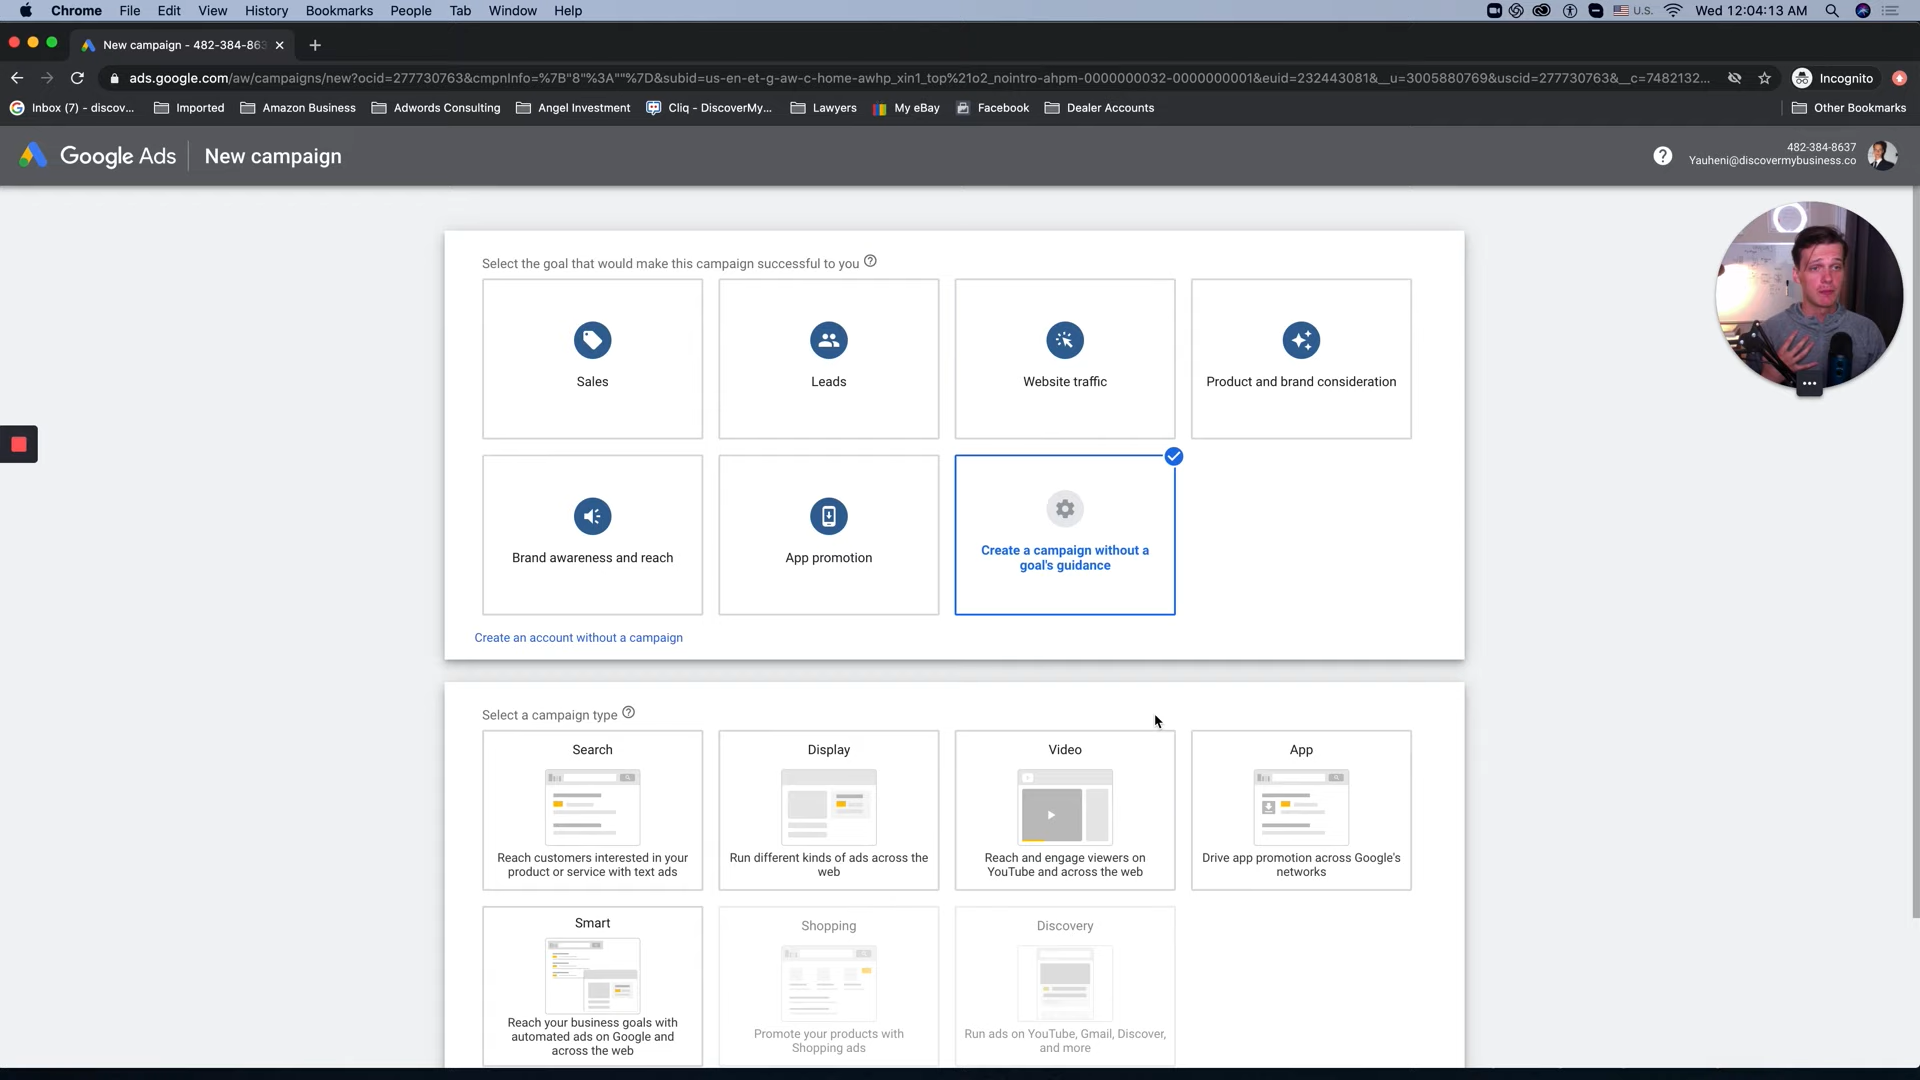 Chrome File Edit View History Bookmarks People Tab Window Help U.S. Wed 12:04:13 AM
New campaign - 482-384-863
ads.google.com/aw/campaigns/new?ocid=277730763&cmpnInfo=%7B"8"%3A""%7D&subid=us-en-et-g-aw-c-home-awhp_xin1_top%21o2_nointro-ahpm-0000000032-0000000001&euid=232443081&__u=3005880769&uscid=277730763&__c=7482132... Incognito
Inbox (7) - discov... Imported Amazon Business Adwords Consulting Angel Investment Cliq - DiscoverMy... Lawyers My eBay Facebook Dealer Accounts Other Bookmarks
Google Ads New campaign
482-384-8637
Yauheni@discovermybusiness.co
Select the goal that would make this campaign successful to you
Sales
Leads
Website traffic
Product and brand consideration
Brand awareness and reach
App promotion
Create a campaign without a
goal's guidance
Create an account without a campaign
Select a campaign type
Search
Reach customers interested in your
product or service with text ads
Display
Run different kinds of ads across the
web
Video
Reach and engage viewers on
YouTube and across the web
App
Drive app promotion across Google's
networks
Smart
Reach your business goals with
automated ads on Google and
across the web
Shopping
Promote your products with
Shopping ads
Discovery
Run ads on YouTube, Gmail, Discover,
and more